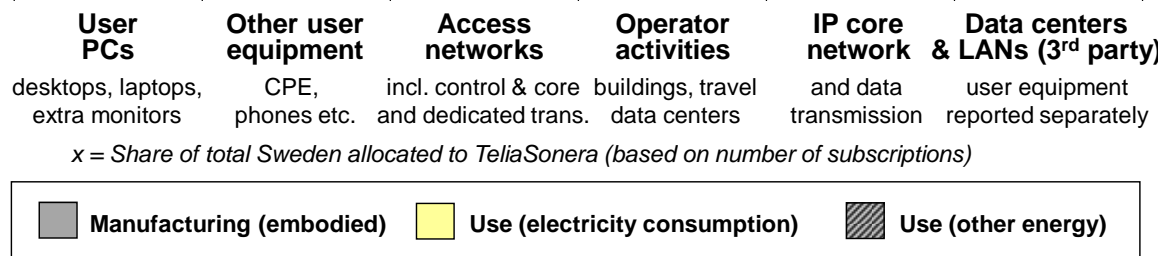 User Other user Access Operator IP core Data centers
PCs equipment networks activities network & LANs (3rd party)
desktops, laptops, CPE, incl. control & core buildings, travel and data user equipment
extra monitors phones etc. and dedicated trans. data centers transmission reported separately
x = Share of total Sweden allocated to TeliaSonera (based on number of subscriptions)
Manufacturing (embodied) Use (electricity consumption) Use (other energy)